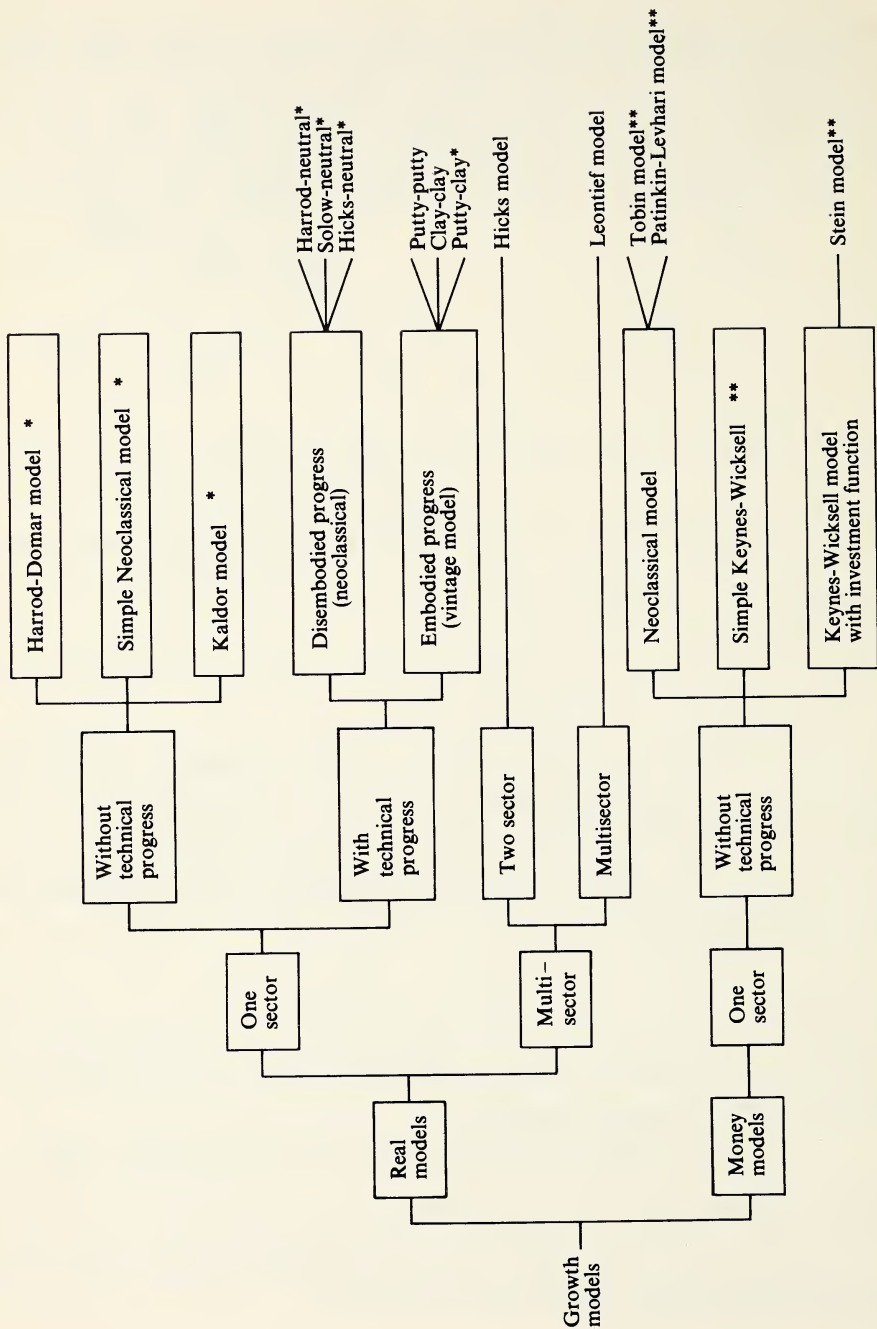 Growth
models
Real
models
One
sector
Without
technical
progress
Harrod-Domar model *
Simple Neoclassical model *
Kaldor model *
With
technical
progress
Disembodied progress
(neoclassical)
Harrod-neutral*
Solow-neutral*
Hicks-neutral*
Embodied progress
(vintage model)
Putty-putty
Clay-clay
Putty-clay*
Multi-
sector
Two sector
Hicks model
Multisector
Leontief model
Money
models
One
sector
Without
technical
progress
Neoclassical model
Tobin model**
Patinkin-Levhari model**
Simple Keynes-Wicksell **
Keynes-Wicksell model
with investment function
Stein model**